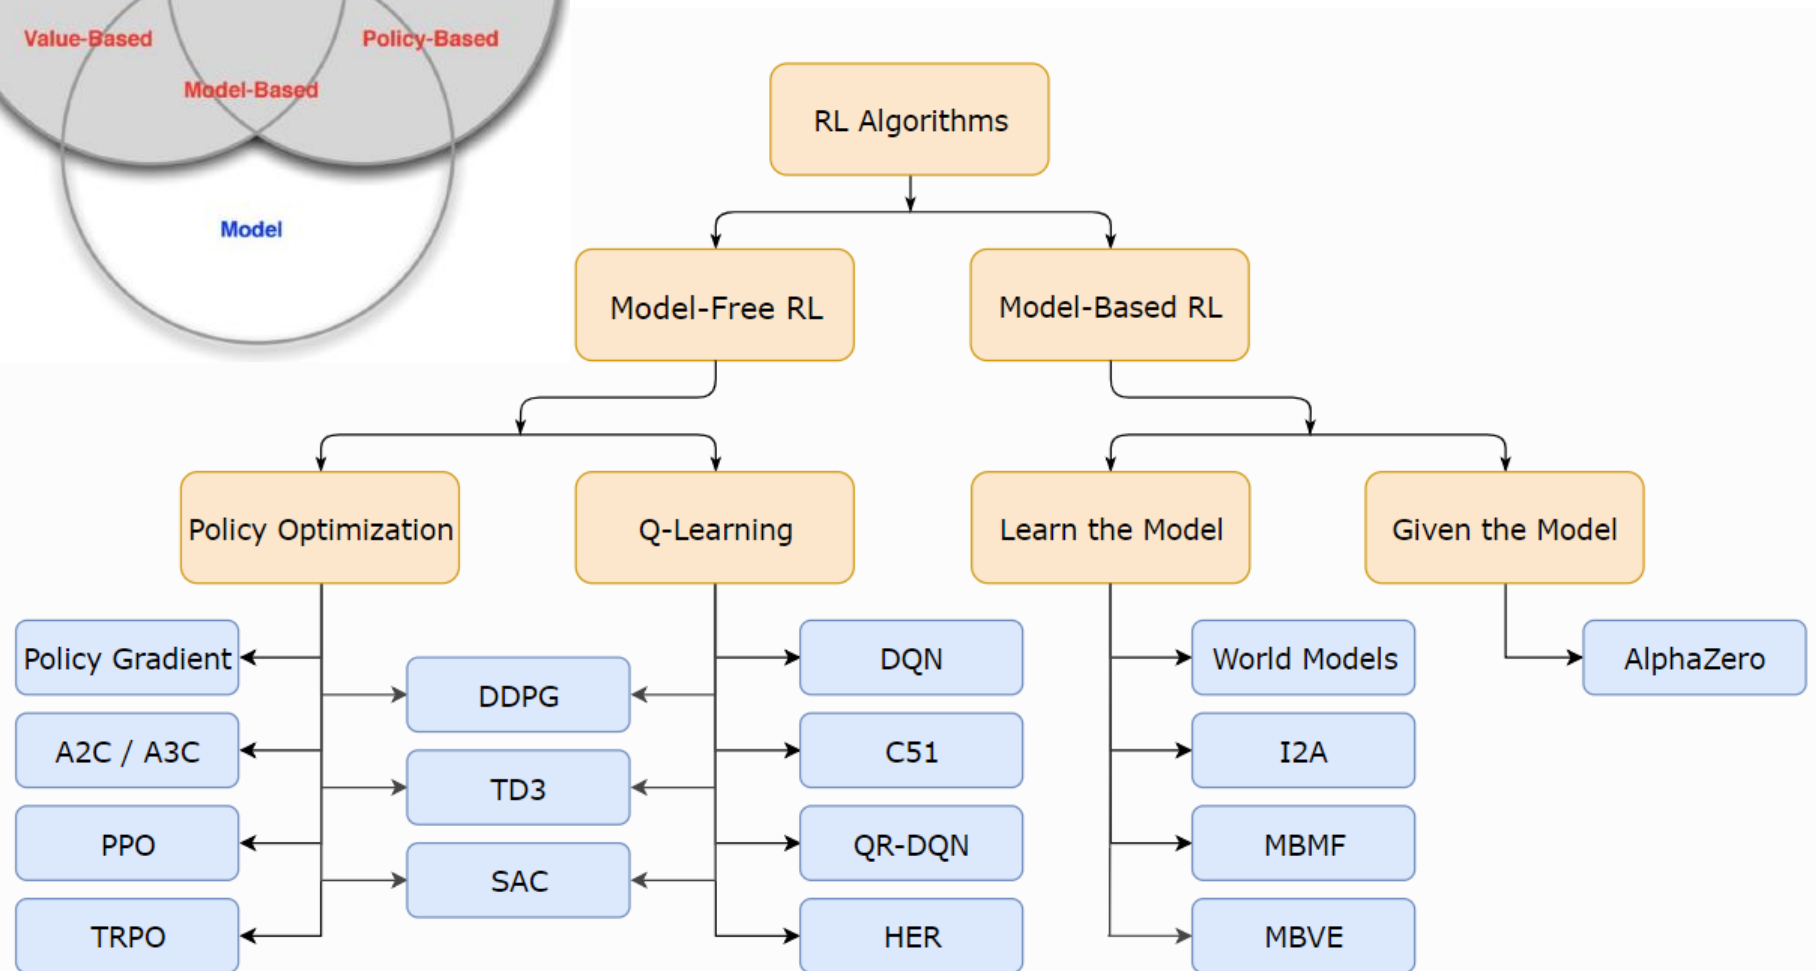 Value-Based
Policy-Based
Model-Based
Model
RL Algorithms
Model-Free RL
Model-Based RL
Policy Optimization
Q-Learning
Learn the Model
Given the Model
Policy Gradient
DDPG
DQN
World Models
AlphaZero
A2C / A3C
TD3
C51
I2A
PPO
SAC
QR-DQN
MBMF
TRPO
HER
MBVE